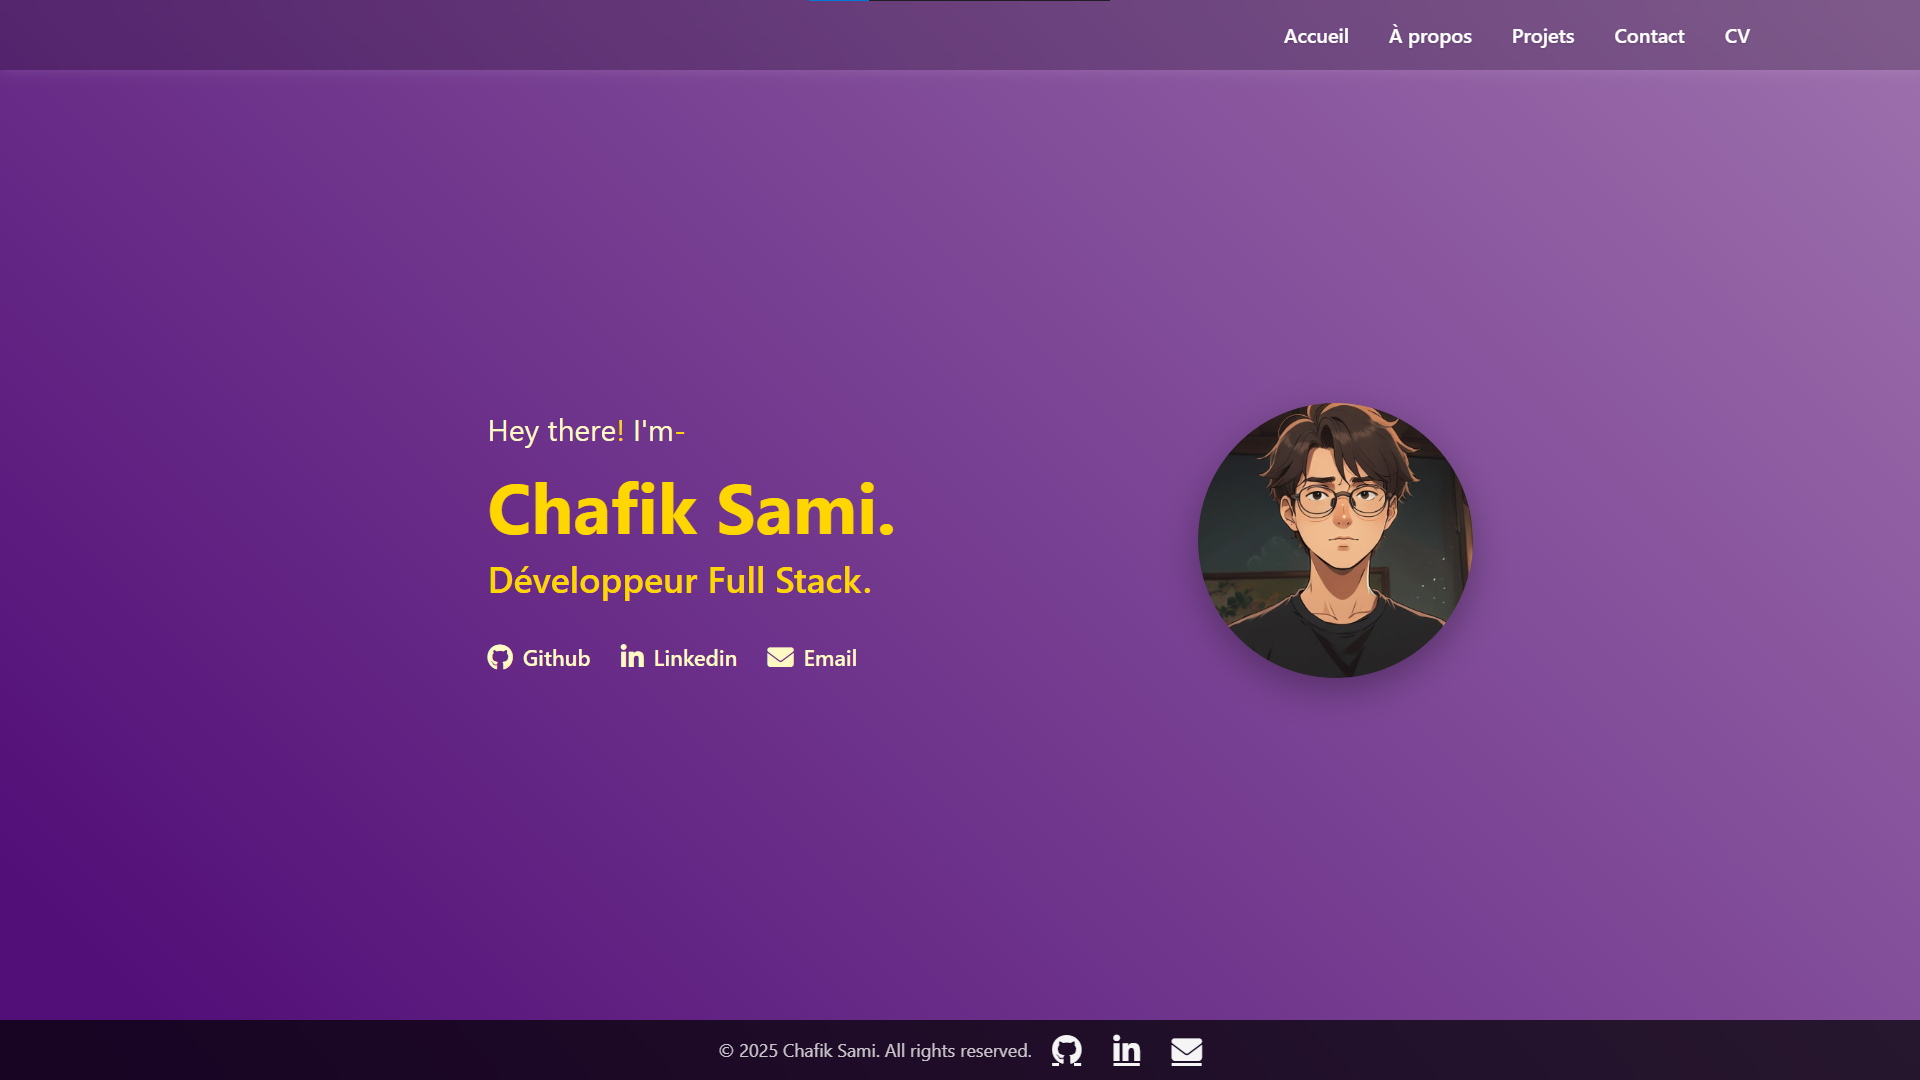 Accueil À propos Projets Contact CV
Hey there! I'm-
Chafik Sami.
Développeur Full Stack.
Github Linkedin Email
© 2025 Chafik Sami. All rights reserved.